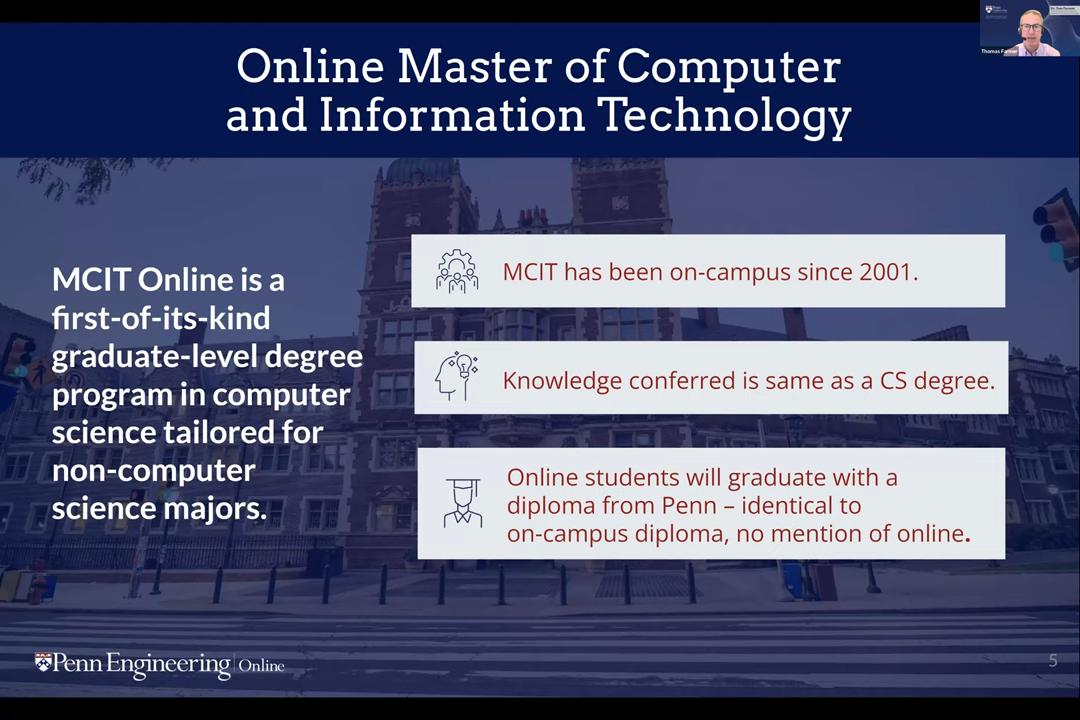 Online Master of Computer
and Information Technology
MCIT Online is a
first-of-its-kind
graduate-level degree
program in computer
science tailored for
non-computer
science majors.
MCIT has been on-campus since 2001.
Knowledge conferred is same as a CS degree.
Online students will graduate with a
diploma from Penn – identical to
on-campus diploma, no mention of online.
Penn Engineering | Online
5